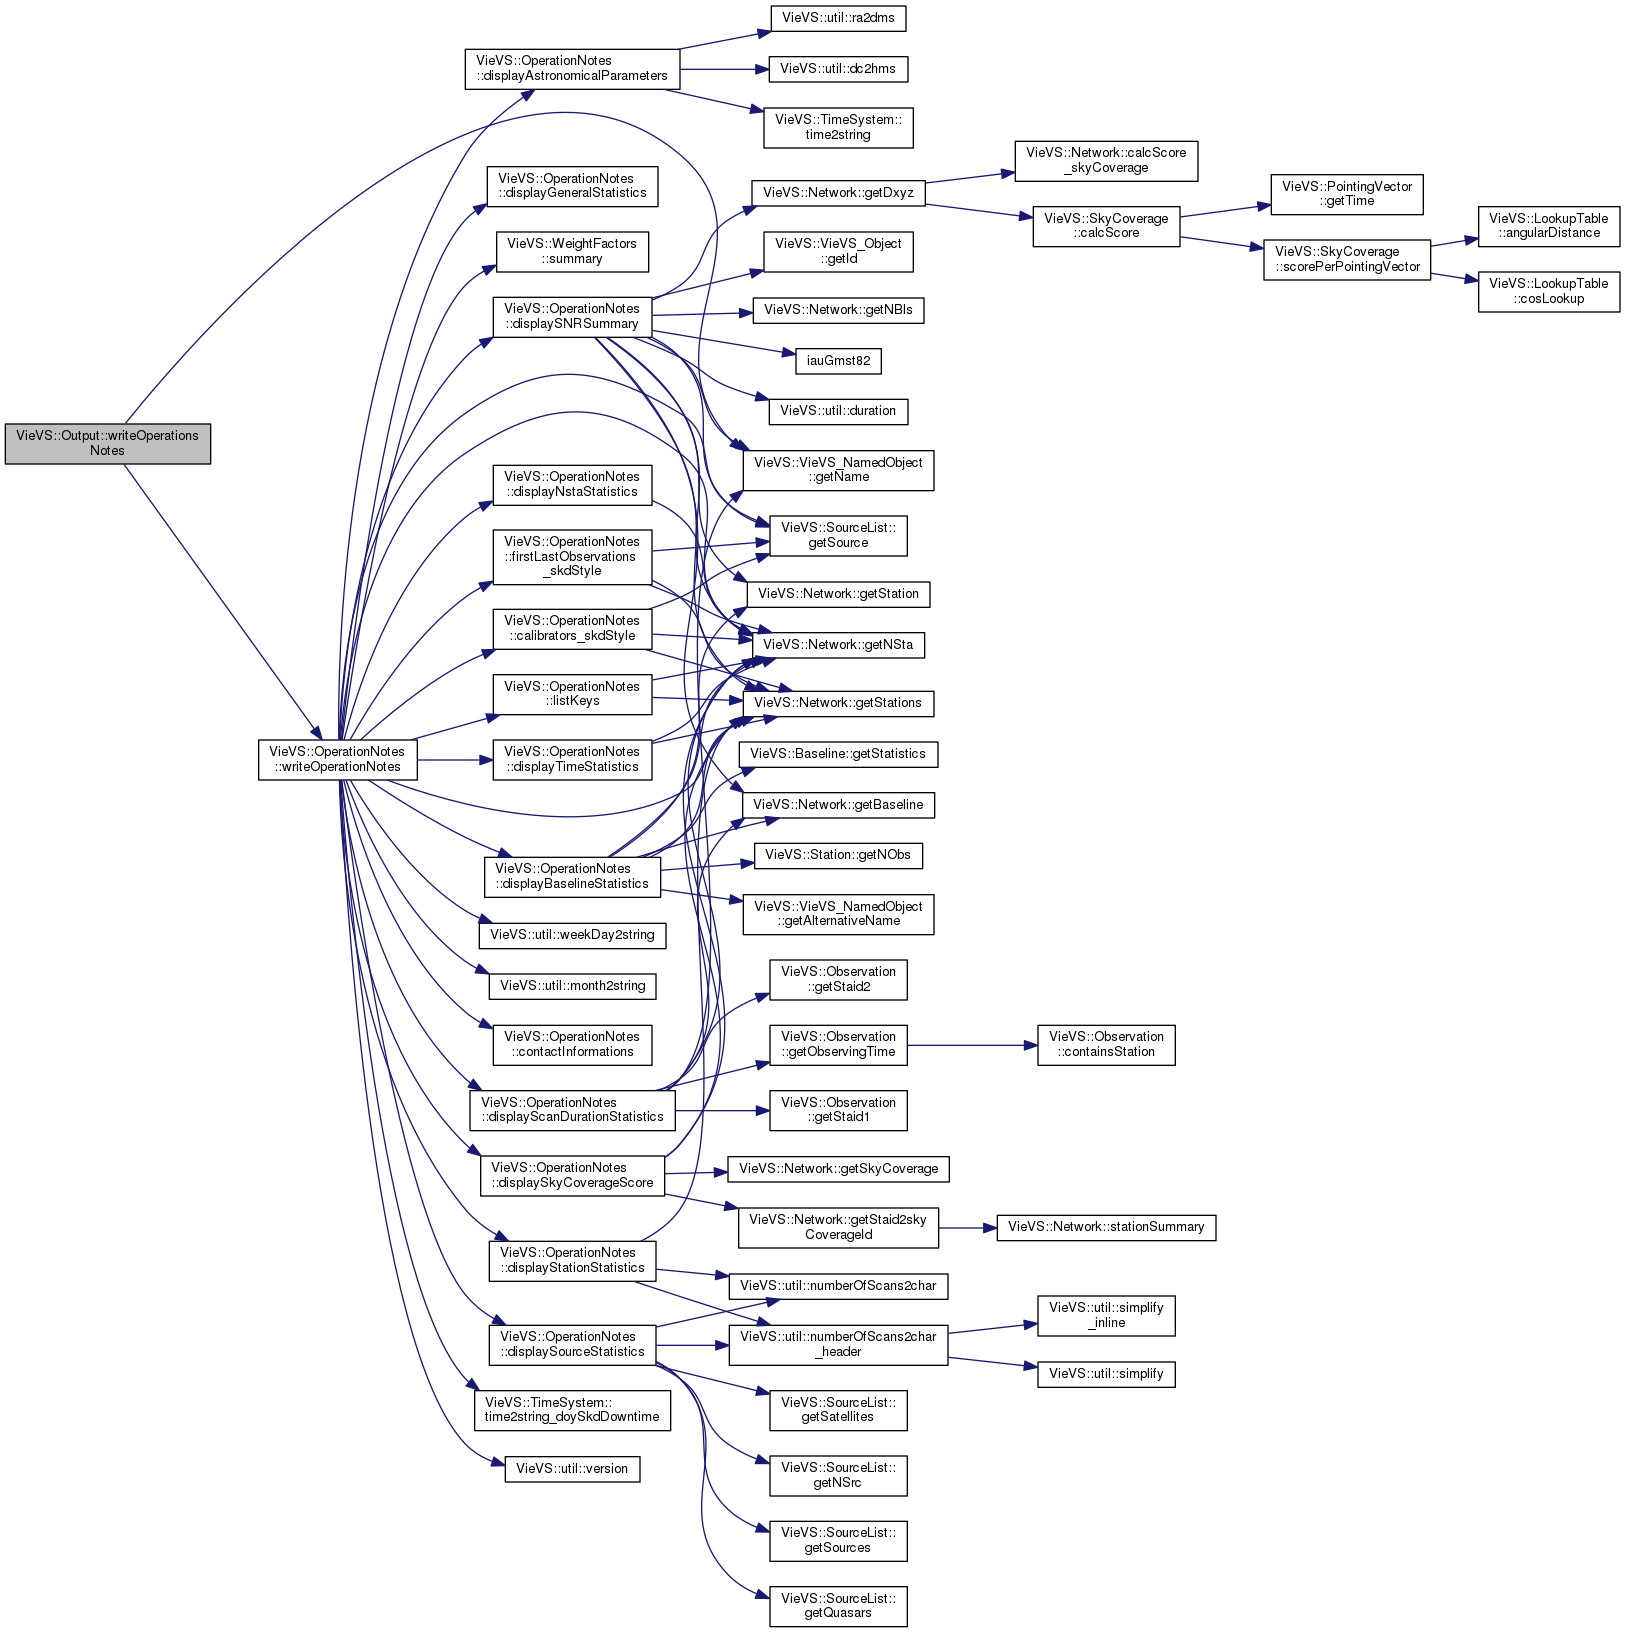 VieVS::Output::writeOperations
Notes
VieVS::OperationNotes
::writeOperationNotes
VieVS::OperationNotes
::displayAstronomicalParameters
VieVS::OperationNotes
::displayGeneralStatistics
VieVS::WeightFactors
::summary
VieVS::OperationNotes
::displaySNRSummary
VieVS::OperationNotes
::displayNstaStatistics
VieVS::OperationNotes
::firstLastObservations
_skdStyle
VieVS::OperationNotes
::calibrators_skdStyle
VieVS::OperationNotes
::listKeys
VieVS::OperationNotes
::displayTimeStatistics
VieVS::OperationNotes
::displayBaselineStatistics
VieVS::util::weekDay2string
VieVS::util::month2string
VieVS::OperationNotes
::contactInformations
VieVS::OperationNotes
::displayScanDurationStatistics
VieVS::OperationNotes
::displaySkyCoverageScore
VieVS::OperationNotes
::displayStationStatistics
VieVS::OperationNotes
::displaySourceStatistics
VieVS::TimeSystem::
time2string_doySkdDowntime
VieVS::util::version
VieVS::util::ra2dms
VieVS::util::dc2hms
VieVS::TimeSystem::
time2string
VieVS::Network::getDxyz
VieVS::VieVS_Object
::getId
VieVS::Network::getNBls
iauGmst82
VieVS::util::duration
VieVS::VieVS_NamedObject
::getName
VieVS::SourceList::
getSource
VieVS::Network::getStation
VieVS::Network::getNSta
VieVS::Network::getStations
VieVS::Baseline::getStatistics
VieVS::Network::getBaseline
VieVS::Station::getNObs
VieVS::VieVS_NamedObject
::getAlternativeName
VieVS::Observation
::getStaid2
VieVS::Observation
::getObservingTime
VieVS::Observation
::getStaid1
VieVS::Network::getSkyCoverage
VieVS::Network::getStaid2sky
CoverageId
VieVS::util::numberOfScans2char
VieVS::util::numberOfScans2char
_header
VieVS::SourceList::
getSatellites
VieVS::SourceList::
getNSrc
VieVS::SourceList::
getSources
VieVS::SourceList::
getQuasars
VieVS::Network::calcScore
_skyCoverage
VieVS::SkyCoverage
::calcScore
VieVS::Observation
::containsStation
VieVS::Network::stationSummary
VieVS::util::simplify
_inline
VieVS::util::simplify
VieVS::PointingVector
::getTime
VieVS::SkyCoverage
::scorePerPointingVector
VieVS::LookupTable
::angularDistance
VieVS::LookupTable
::cosLookup